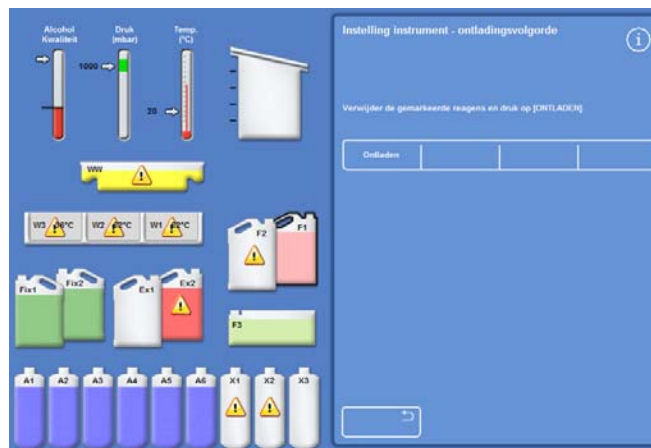 Alcohol Kwaliteit
Druk (mbar)
Temp. (°C)
1000
20
Instelling instrument - ontladingsvolgorde
i
Verwijder de gemarkeerde reagens en druk op [ONTLADEN]
Ontladen
WW
W3 °C
W2 °C
W1 °C
F2
F1
Fix1
Fix2
Ex1
Ex2
F3
A1
A2
A3
A4
A5
A6
X1
X2
X3